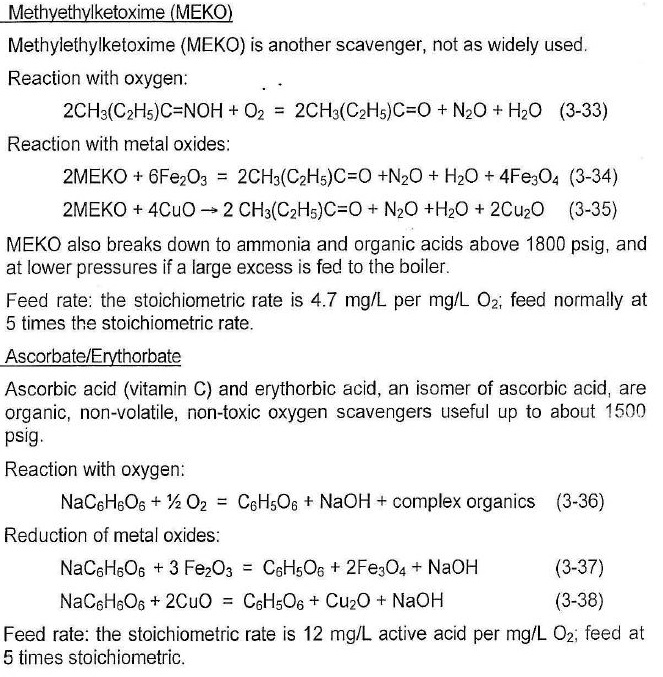 Methyethylketoxime (MEKO)
Methylethylketoxime (MEKO) is another scavenger, not as widely used.
Reaction with oxygen:
2CH₃(C₂H₅)C=NOH + O₂ = 2CH₃(C₂H₅)C=O + N₂O + H₂O (3-33)
Reaction with metal oxides:
2MEKO + 6Fe₂O₃ = 2CH₃(C₂H₅)C=O +N₂O + H₂O + 4Fe₃O₄ (3-34)
2MEKO + 4CuO → 2 CH₃(C₂H₅)C=O + N₂O +H₂O + 2Cu₂O (3-35)
MEKO also breaks down to ammonia and organic acids above 1800 psig, and
at lower pressures if a large excess is fed to the boiler.
Feed rate: the stoichiometric rate is 4.7 mg/L per mg/L O₂; feed normally at
5 times the stoichiometric rate.
Ascorbate/Erythorbate
Ascorbic acid (vitamin C) and erythorbic acid, an isomer of ascorbic acid, are
organic, non-volatile, non-toxic oxygen scavengers useful up to about 1500
psig.
Reaction with oxygen:
NaC₆H₆O₆ + ½ O₂ = C₆H₅O₆ + NaOH + complex organics (3-36)
Reduction of metal oxides:
NaC₆H₆O₆ + 3 Fe₂O₃ = C₆H₅O₆ + 2Fe₃O₄ + NaOH (3-37)
NaC₆H₆O₆ + 2CuO = C₆H₅O₆ + Cu₂O + NaOH (3-38)
Feed rate: the stoichiometric rate is 12 mg/L active acid per mg/L O₂; feed at
5 times stoichiometric.